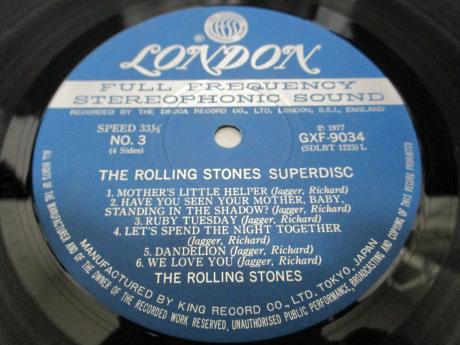 ® LONDON
FULL FREQUENCY
STEREOPHONIC SOUND
RECORDED BY THE DECCA RECORD CO., LTD. LONDON, S.E.I., ENGLAND
SPEED 33⅓
NO. 3
(4 Sides)
℗ 1977
GXF-9034
(SDLBT 1223) L
THE ROLLING STONES SUPERDISC
1. MOTHER'S LITTLE HELPER (Jagger, Richard)
2. HAVE YOU SEEN YOUR MOTHER, BABY,
STANDING IN THE SHADOW? (Jagger, Richard)
3. RUBY TUESDAY (Jagger, Richard)
4. LET'S SPEND THE NIGHT TOGETHER
(Jagger, Richard)
5. DANDELION (Jagger, Richard)
6. WE LOVE YOU (Jagger, Richard)
THE ROLLING STONES
MANUFACTURED BY KING RECORD CO., LTD. TOKYO, JAPAN
ALL RIGHTS OF THE MANUFACTURER AND OF THE OWNER OF THE RECORDED WORK RESERVED, UNAUTHORISED PUBLIC PERFORMANCE, BROADCASTING AND COPYING OF THIS RECORD PROHIBITED